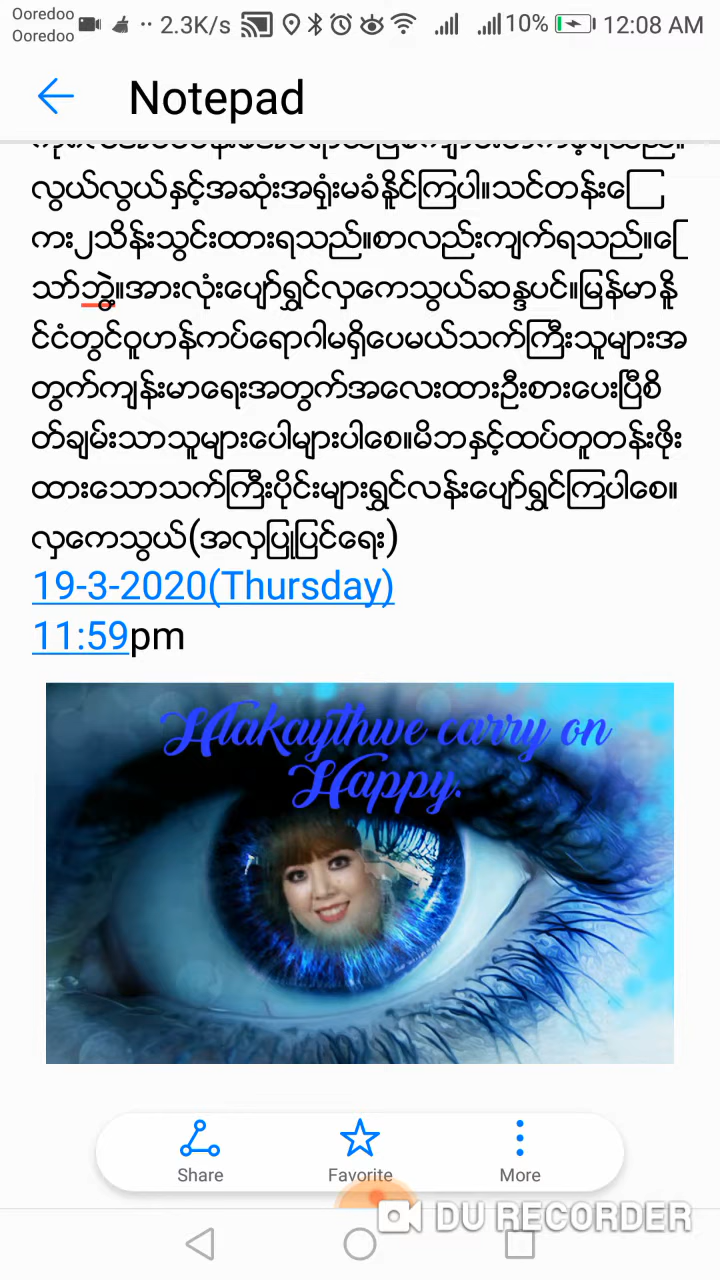 Ooredoo
Ooredoo
2.3K/s
10%
12:08 AM
Notepad
လွယ်လွယ်နှင့်အဆုံးအရှုံးမခံနိုင်ကြပါ။သင်တန်းကြေ
ကး၂သိန်းသွင်းထားရသည်။စာလည်းကျက်ရသည်။ြေ
သာ်ဘွဲ့။အားလုံးပျော်ရွှင်လှကေသွယ်ဆန္ဒပင်။မြန်မာနို
င်ငံတွင်ဝူဟန်ကပ်ရောဂါမရှိပေမယ်သက်ကြီးသူများအ
တွက်ကျန်းမာရေးအတွက်အလေးထားဦးစားပေးပြီစိ
တ်ချမ်းသာသူများပေါများပါစေ။မိဘနှင့်ထပ်တူတန်းဖိုး
ထားသောသက်ကြီးပိုင်းများရွှင်လန်းပျော်ရွှင်ကြပါစေ။
လှကေသွယ်(အလှပြုပြင်ရေး)
19-3-2020(Thursday)
11:59pm
Hlakaythwe carry on
Happy.
Share
Favorite
More
DU RECORDER